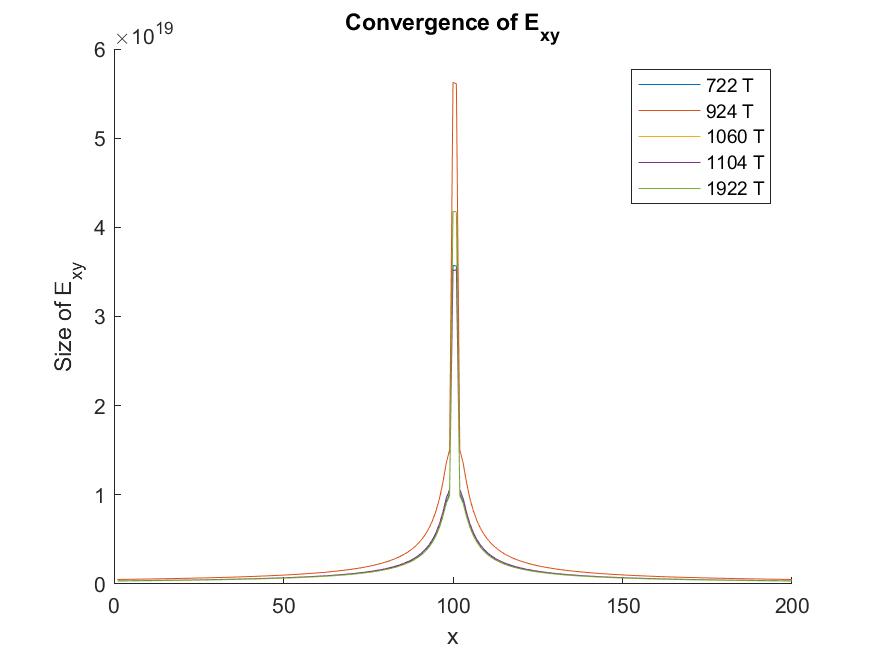 Convergence of E_xy
×10^19
6
5
4
3
2
1
0
Size of E_xy
0 50 100 150 200
x
722 T
924 T
1060 T
1104 T
1922 T